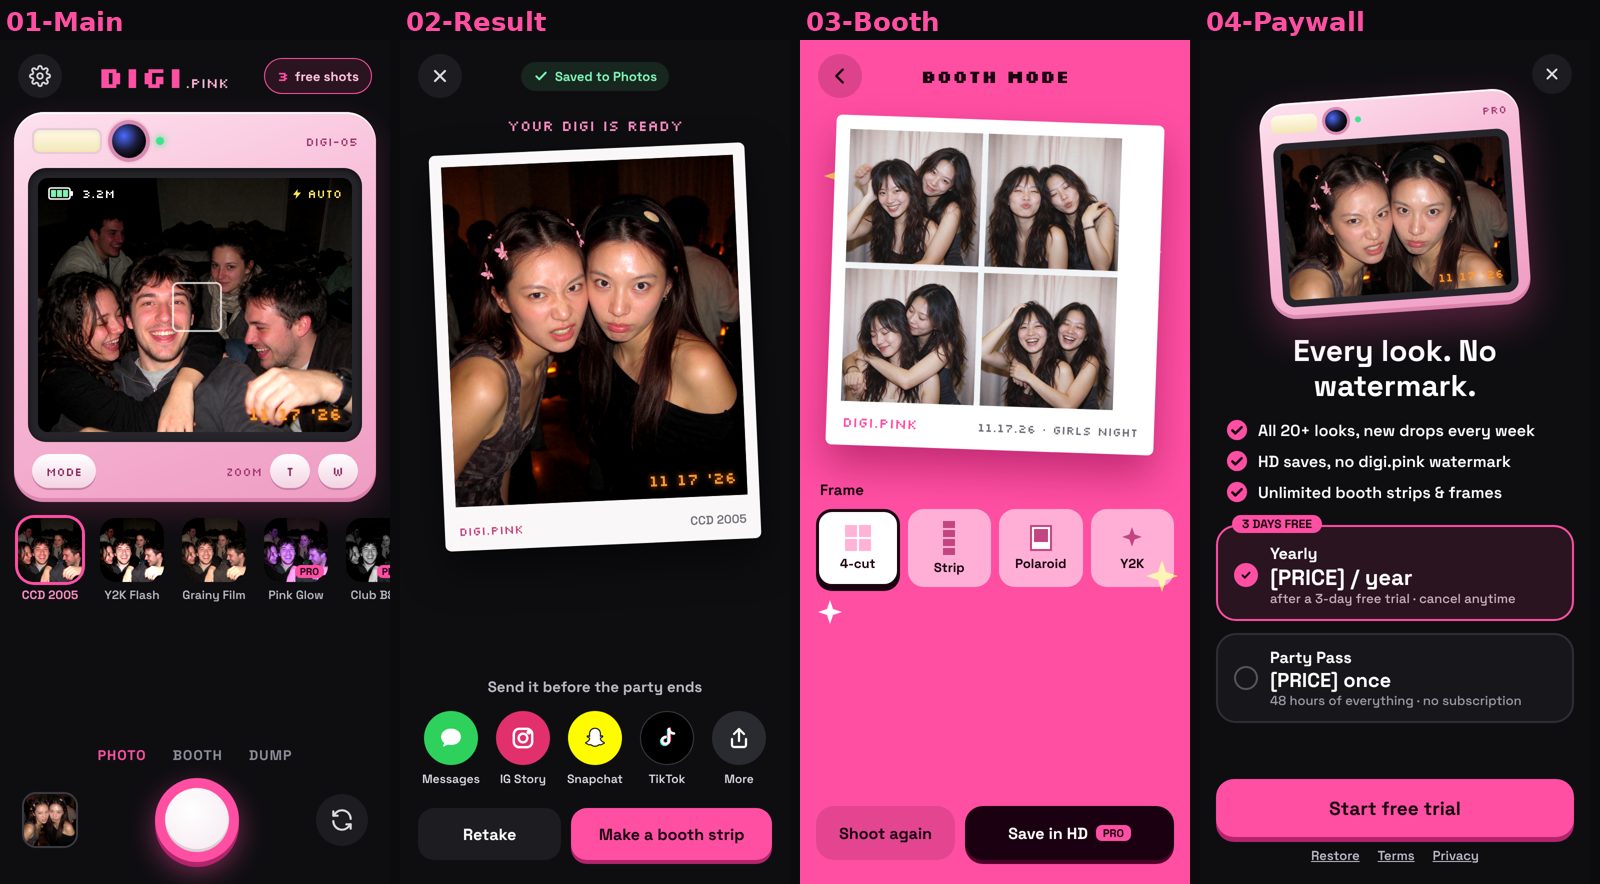 01-Main
DIGI.PINK
3 free shots
DIGI-05
3.2M
AUTO
11 17 '26
MODE
ZOOM
T
W
CCD 2005
Y2K Flash
Grainy Film
PRO
Pink Glow
PHOTO
BOOTH
DUMP
02-Result
Saved to Photos
YOUR DIGI IS READY
11 17 '26
DIGI.PINK
CCD 2005
Send it before the party ends
Messages
IG Story
Snapchat
TikTok
More
Retake
Make a booth strip
03-Booth
BOOTH MODE
DIGI.PINK
11.17.26 · GIRLS NIGHT
Frame
4-cut
Strip
Polaroid
Y2K
Shoot again
Save in HD PRO
04-Paywall
PRO
11 17 '26
Every look. No
watermark.
All 20+ looks, new drops every week
HD saves, no digi.pink watermark
Unlimited booth strips & frames
3 DAYS FREE
Yearly
[PRICE] / year
after a 3-day free trial · cancel anytime
Party Pass
[PRICE] once
48 hours of everything · no subscription
Start free trial
Restore
Terms
Privacy